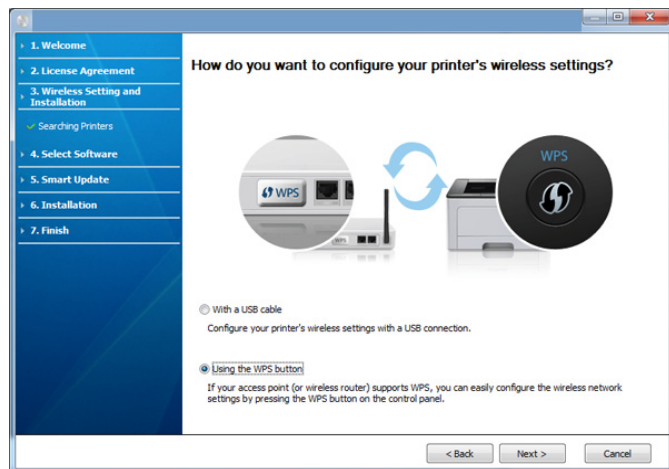 1. Welcome
2. License Agreement
3. Wireless Setting and
Installation
Searching Printers
4. Select Software
5. Smart Update
6. Installation
7. Finish
How do you want to configure your printer's wireless settings?
WPS
WPS
WPS
With a USB cable
Configure your printer's wireless settings with a USB connection.
Using the WPS button
If your access point (or wireless router) supports WPS, you can easily configure the wireless network
settings by pressing the WPS button on the control panel.
< Back
Next >
Cancel